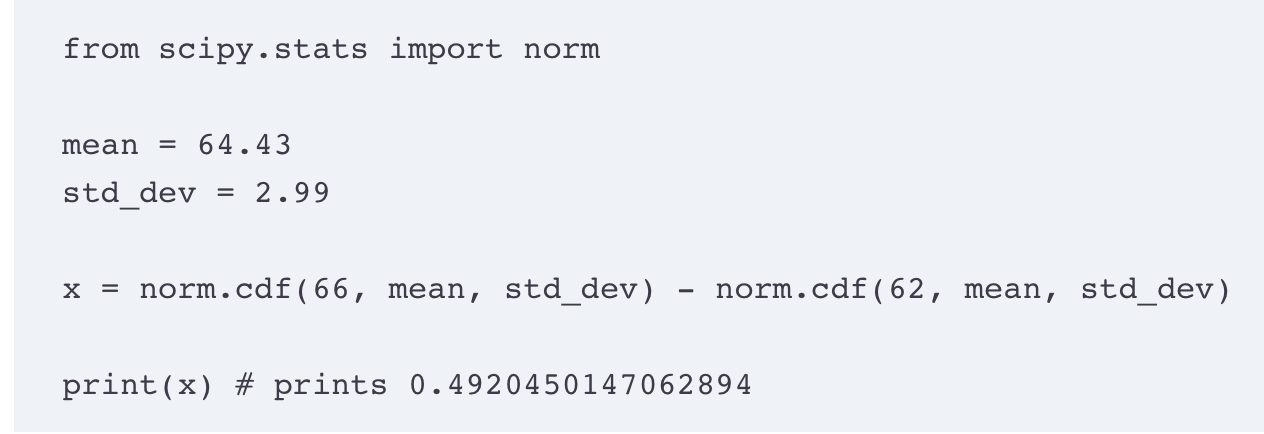 from scipy.stats import norm
mean = 64.43
std_dev = 2.99
x = norm.cdf(66, mean, std_dev) - norm.cdf(62, mean, std_dev)
print(x) # prints 0.4920450147062894